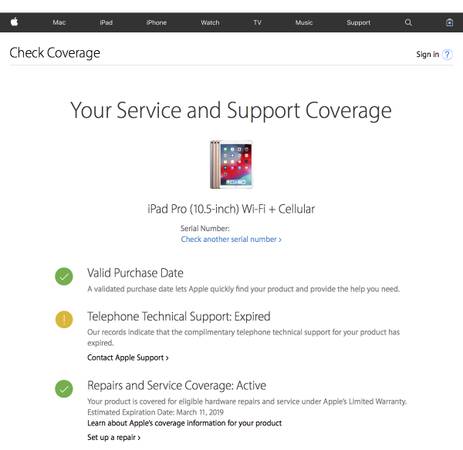 Mac iPad iPhone Watch TV Music Support
Check Coverage
Sign in ?
Your Service and Support Coverage
iPad Pro (10.5-inch) Wi-Fi + Cellular
Serial Number:
Check another serial number >
Valid Purchase Date
A validated purchase date lets Apple quickly find your product and provide the help you need.
! Telephone Technical Support: Expired
Our records indicate that the complimentary telephone technical support for your product has
expired.
Contact Apple Support >
Repairs and Service Coverage: Active
Your product is covered for eligible hardware repairs and service under Apple's Limited Warranty.
Estimated Expiration Date: March 11, 2019
Learn about Apple's coverage information for your product
Set up a repair >